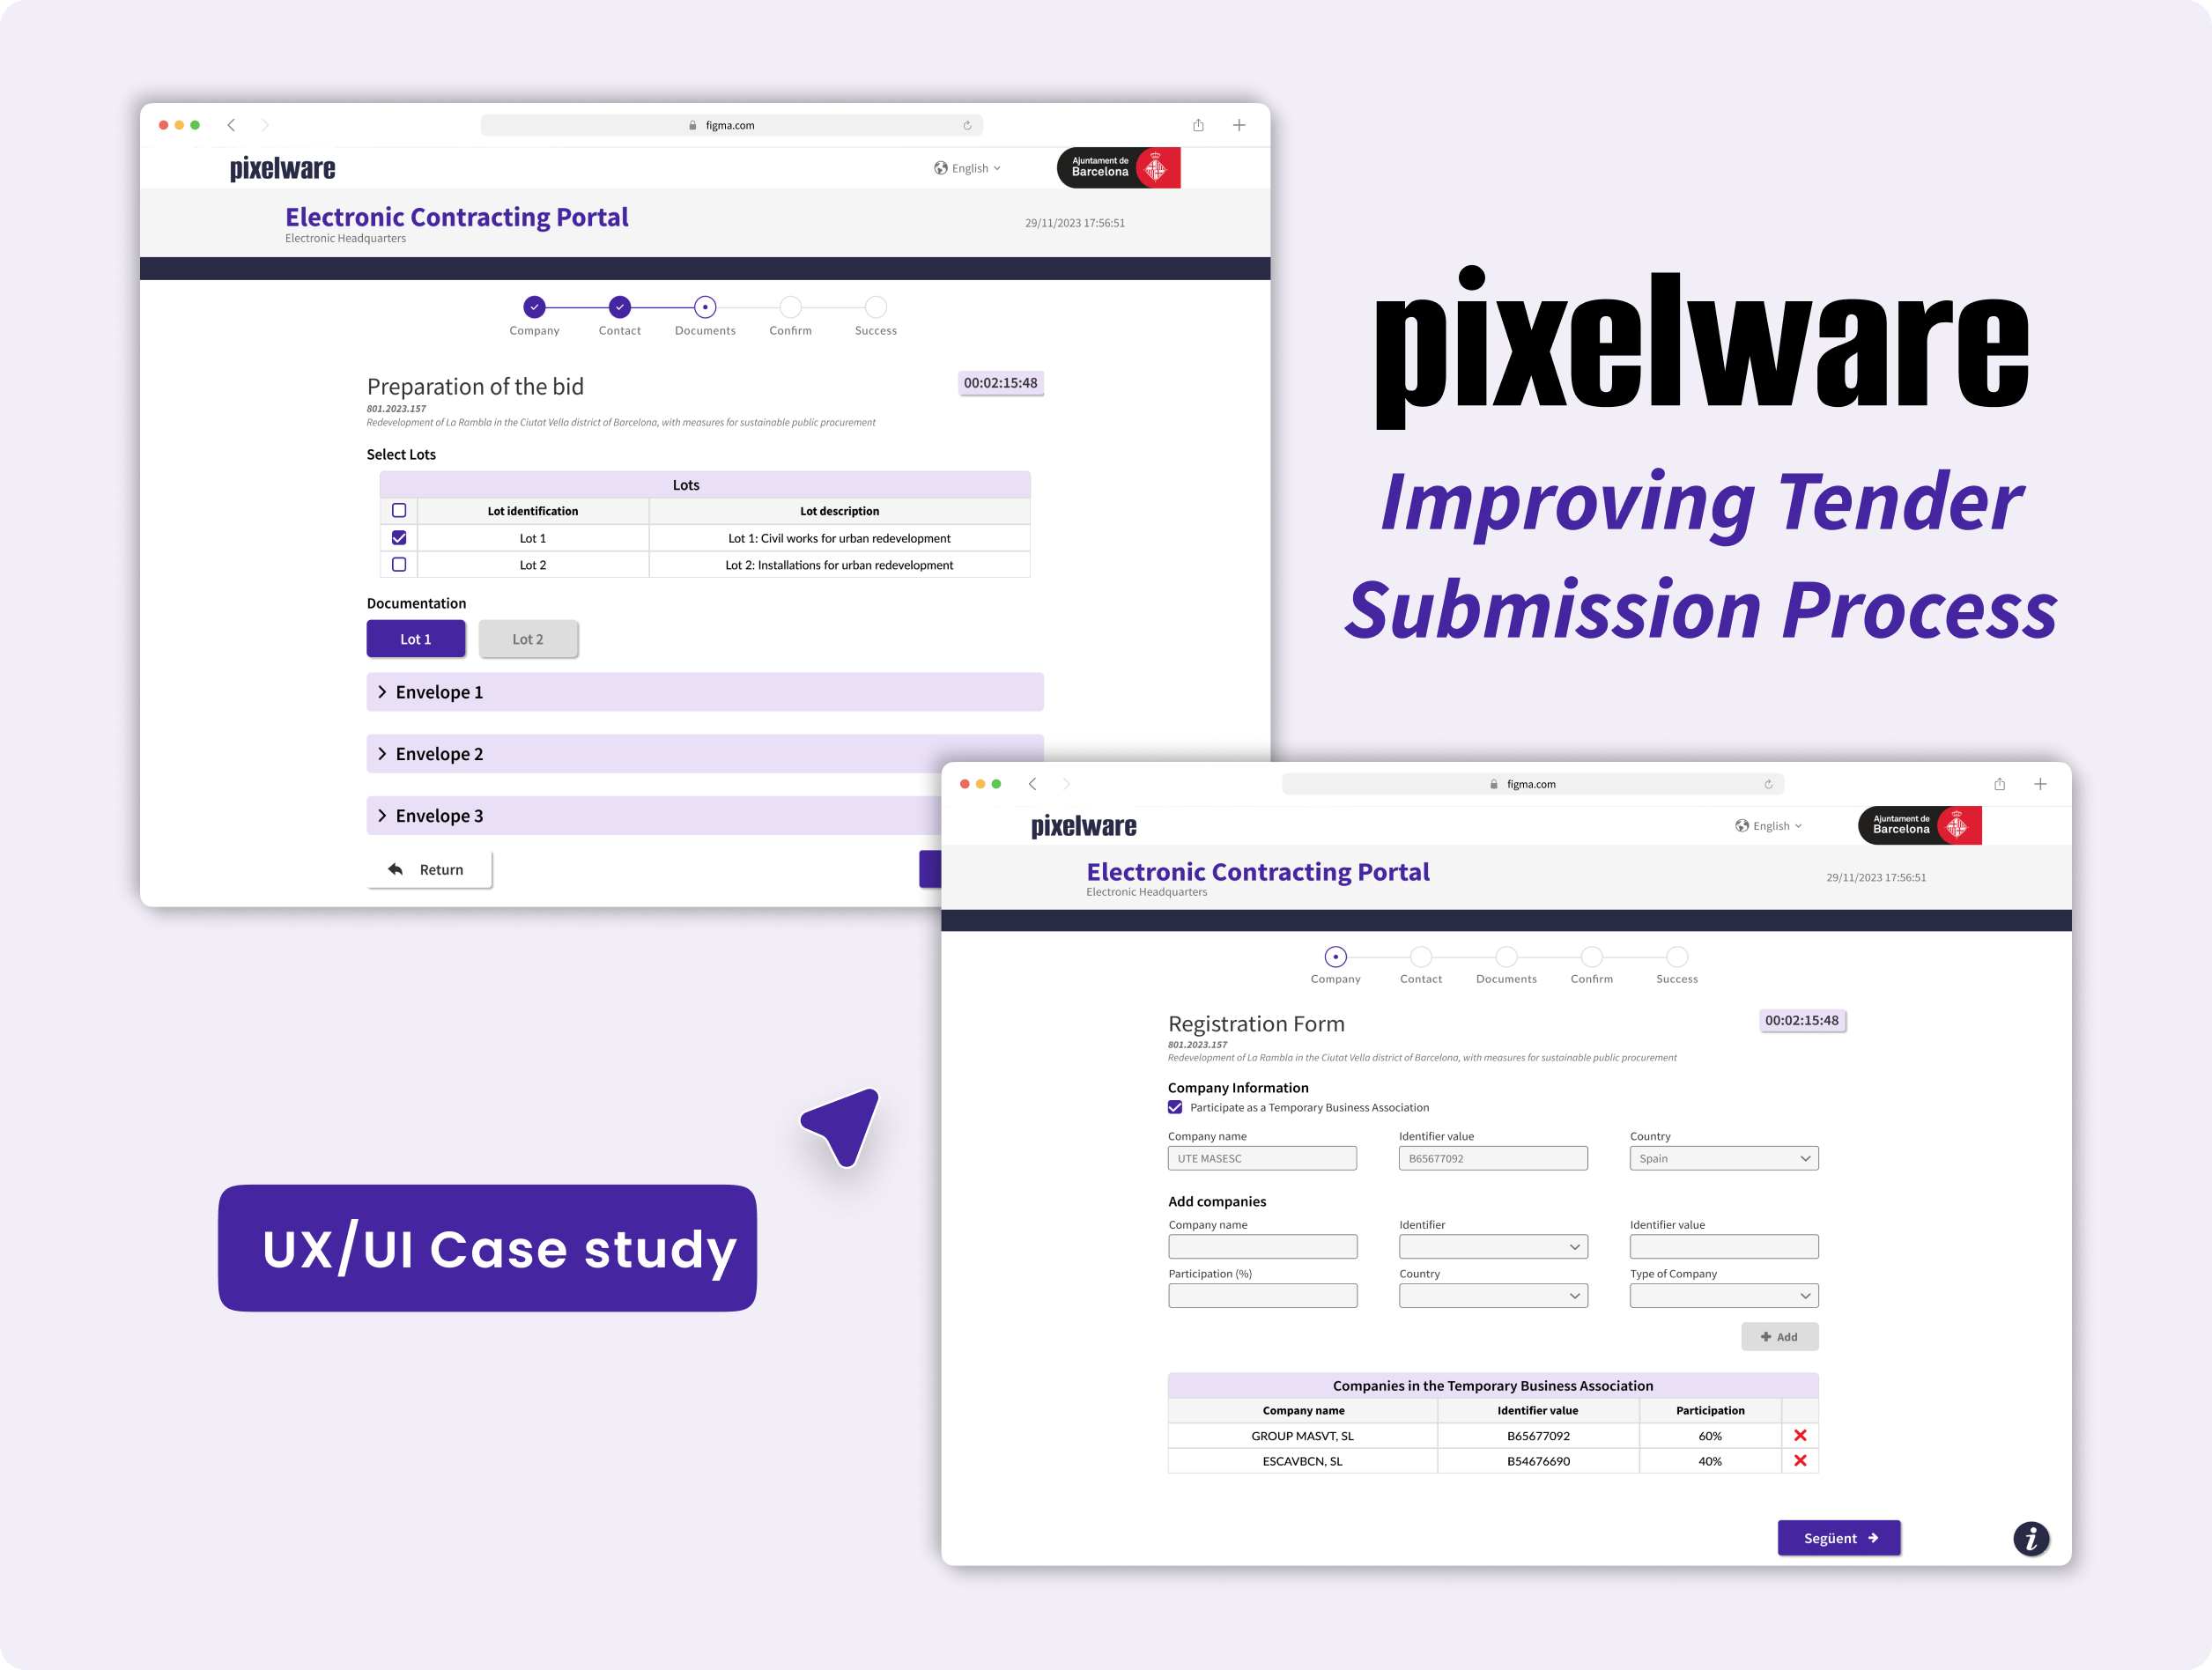 figma.com
pixelware
English
Ajuntament de
Barcelona
Electronic Contracting Portal
Electronic Headquarters
29/11/2023 17:56:51
Company
Contact
Documents
Confirm
Success
Preparation of the bid
00:02:15:48
801.2023.157
Redevelopment of La Rambla in the Ciutat Vella district of Barcelona, with measures for sustainable public procurement
Select Lots
Lots
Lot identification
Lot description
Lot 1
Lot 1: Civil works for urban redevelopment
Lot 2
Lot 2: Installations for urban redevelopment
Documentation
Lot 1
Lot 2
Envelope 1
Envelope 2
Envelope 3
Return
pixelware
Improving Tender
Submission Process
figma.com
pixelware
English
Ajuntament de
Barcelona
Electronic Contracting Portal
Electronic Headquarters
29/11/2023 17:56:51
Company
Contact
Documents
Confirm
Success
Registration Form
00:02:15:48
801.2023.157
Redevelopment of La Rambla in the Ciutat Vella district of Barcelona, with measures for sustainable public procurement
Company Information
Participate as a Temporary Business Association
Company name
Identifier value
Country
UTE MASESC
B65677092
Spain
Add companies
Company name
Identifier
Identifier value
Participation (%)
Country
Type of Company
Add
Companies in the Temporary Business Association
Company name
Identifier value
Participation
GROUP MASVT, SL
B65677092
60%
ESCAVBCN, SL
B54676690
40%
Següent
i
UX/UI Case study